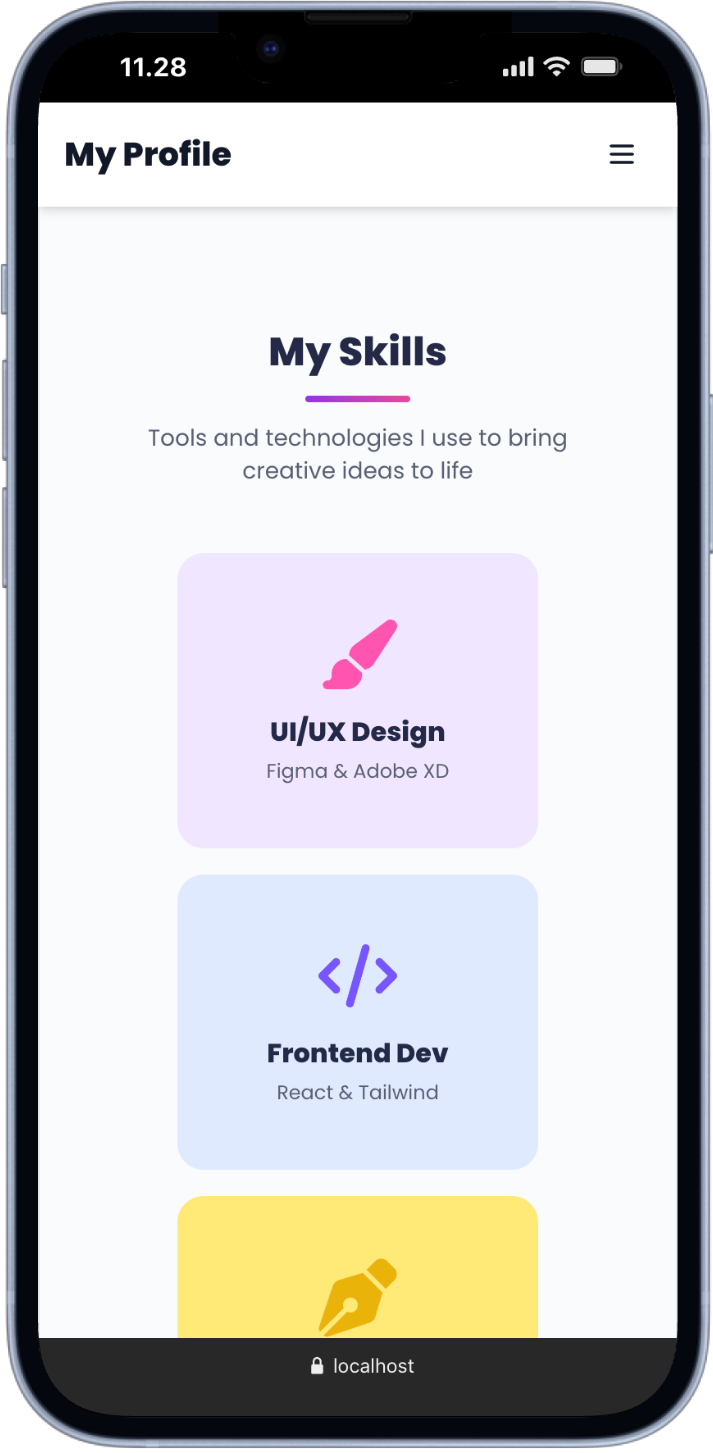 11.28
My Profile
My Skills
Tools and technologies I use to bring
creative ideas to life
UI/UX Design
Figma & Adobe XD
Frontend Dev
React & Tailwind
localhost